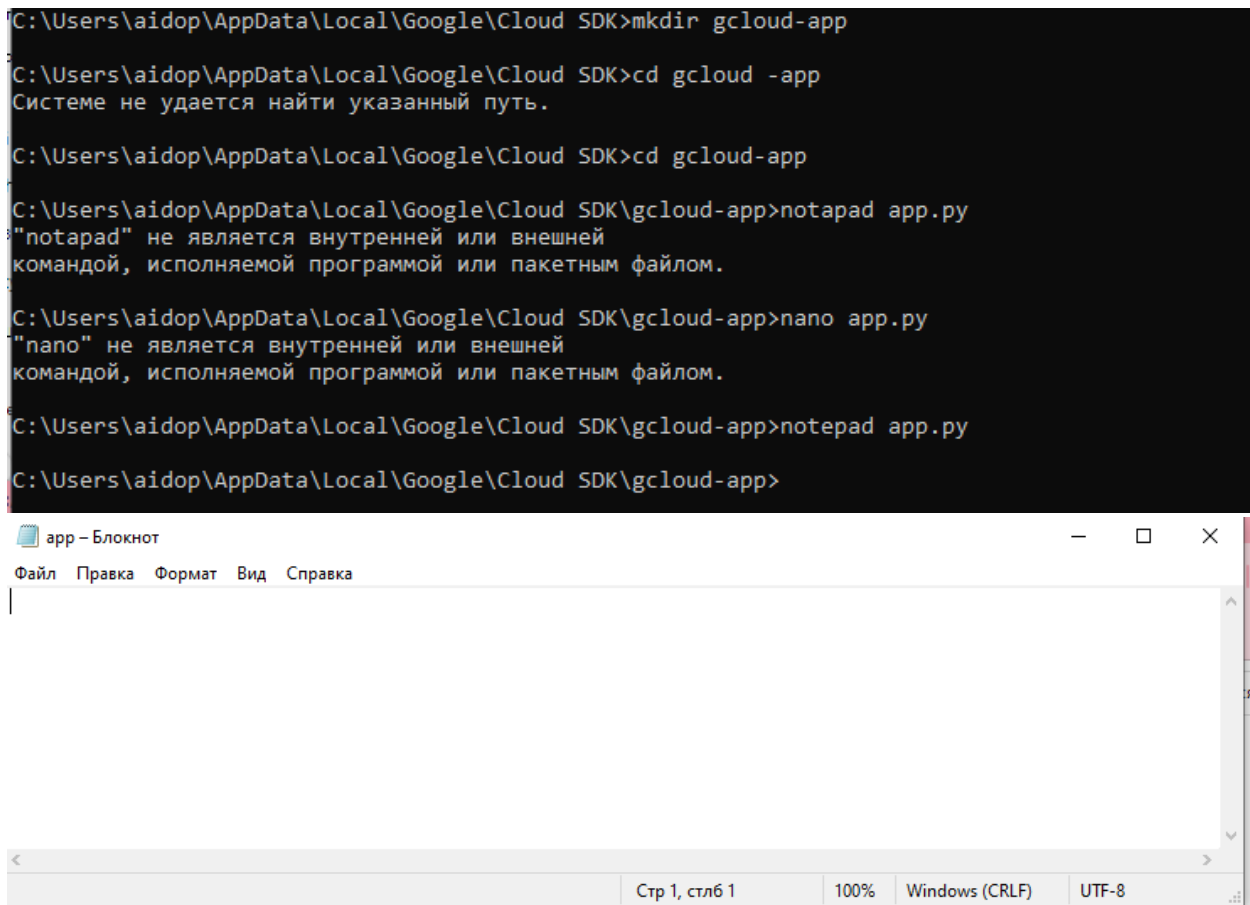 C:\Users\aidop\AppData\Local\Google\Cloud SDK>mkdir gcloud-app
C:\Users\aidop\AppData\Local\Google\Cloud SDK>cd gcloud -app
Системе не удается найти указанный путь.
C:\Users\aidop\AppData\Local\Google\Cloud SDK>cd gcloud-app
C:\Users\aidop\AppData\Local\Google\Cloud SDK\gcloud-app>notapad app.py
"notapad" не является внутренней или внешней
командой, исполняемой программой или пакетным файлом.
C:\Users\aidop\AppData\Local\Google\Cloud SDK\gcloud-app>nano app.py
"nano" не является внутренней или внешней
командой, исполняемой программой или пакетным файлом.
C:\Users\aidop\AppData\Local\Google\Cloud SDK\gcloud-app>notepad app.py
C:\Users\aidop\AppData\Local\Google\Cloud SDK\gcloud-app>
app – Блокнот
Файл Правка Формат Вид Справка
Стр 1, стлб 1 100% Windows (CRLF) UTF-8